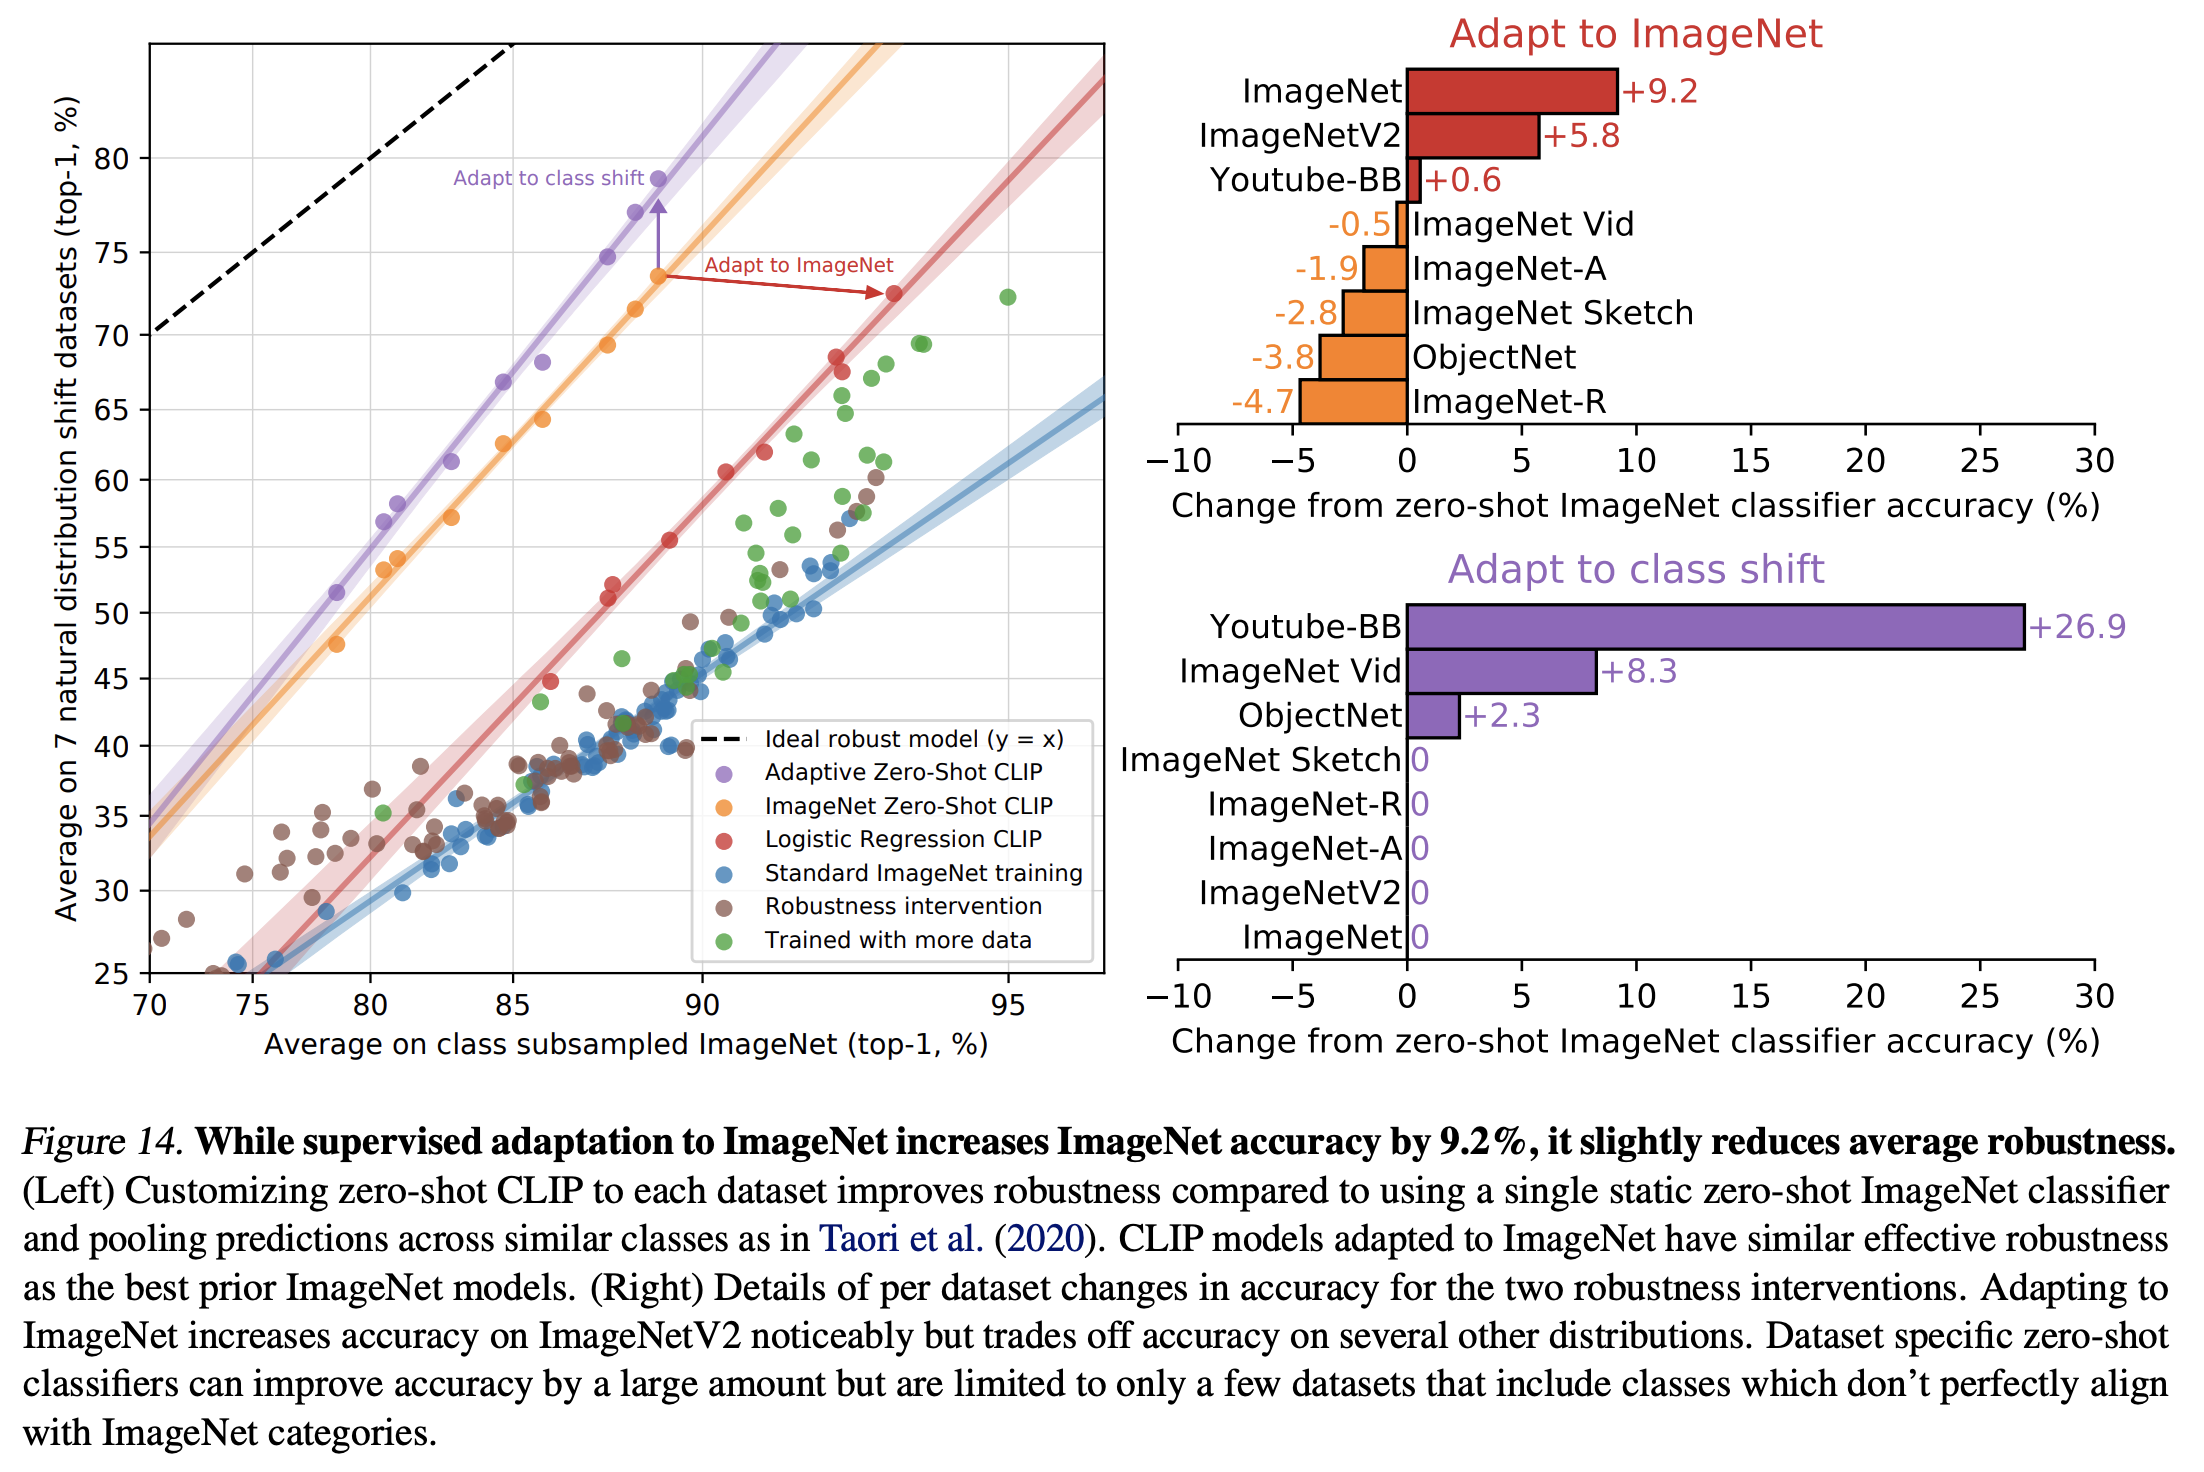 Average on 7 natural distribution shift datasets (top-1, %)
80
75
70
65
60
55
50
45
40
35
30
25
70 75 80 85 90 95
Average on class subsampled ImageNet (top-1, %)
Adapt to class shift
Adapt to ImageNet
Ideal robust model (y = x)
Adaptive Zero-Shot CLIP
ImageNet Zero-Shot CLIP
Logistic Regression CLIP
Standard ImageNet training
Robustness intervention
Trained with more data
Adapt to ImageNet
ImageNet +9.2
ImageNetV2 +5.8
Youtube-BB +0.6
-0.5 ImageNet Vid
-1.9 ImageNet-A
-2.8 ImageNet Sketch
-3.8 ObjectNet
-4.7 ImageNet-R
−10 −5 0 5 10 15 20 25 30
Change from zero-shot ImageNet classifier accuracy (%)
Adapt to class shift
Youtube-BB +26.9
ImageNet Vid +8.3
ObjectNet +2.3
ImageNet Sketch 0
ImageNet-R 0
ImageNet-A 0
ImageNetV2 0
ImageNet 0
−10 −5 0 5 10 15 20 25 30
Change from zero-shot ImageNet classifier accuracy (%)
Figure 14. While supervised adaptation to ImageNet increases ImageNet accuracy by 9.2%, it slightly reduces average robustness.
(Left) Customizing zero-shot CLIP to each dataset improves robustness compared to using a single static zero-shot ImageNet classifier
and pooling predictions across similar classes as in Taori et al. (2020). CLIP models adapted to ImageNet have similar effective robustness
as the best prior ImageNet models. (Right) Details of per dataset changes in accuracy for the two robustness interventions. Adapting to
ImageNet increases accuracy on ImageNetV2 noticeably but trades off accuracy on several other distributions. Dataset specific zero-shot
classifiers can improve accuracy by a large amount but are limited to only a few datasets that include classes which don’t perfectly align
with ImageNet categories.